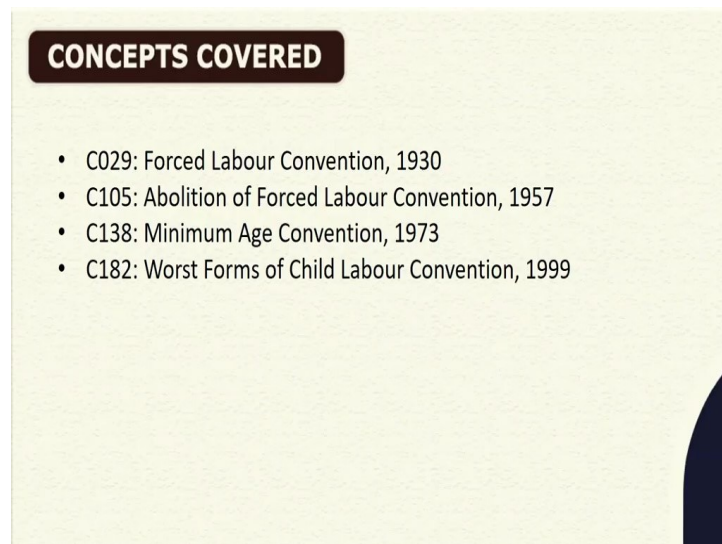 CONCEPTS COVERED
• C029: Forced Labour Convention, 1930
• C105: Abolition of Forced Labour Convention, 1957
• C138: Minimum Age Convention, 1973
• C182: Worst Forms of Child Labour Convention, 1999